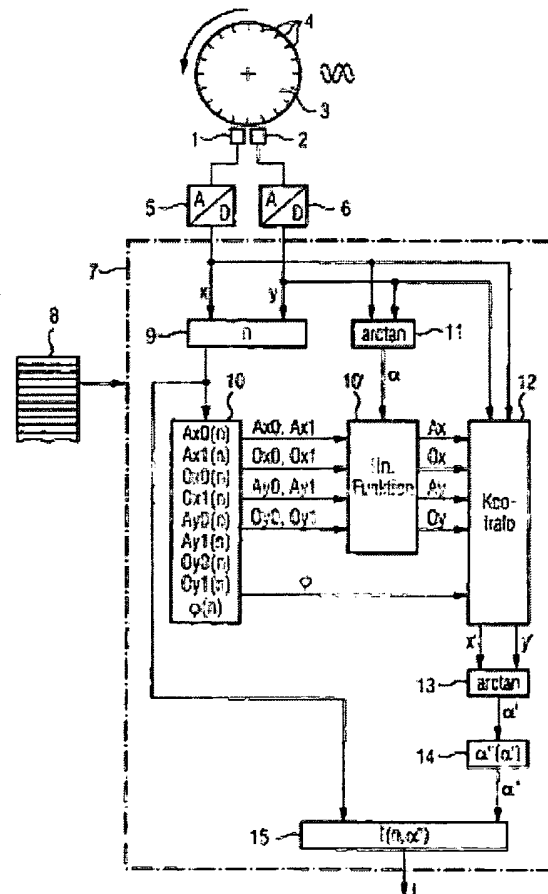 4
3
1
2
A
D
A
D
5
6
7
x
y
8
9
n
arctan
11
α
10
10'
12
Ax0(n)
Ax1(n)
Ox0(n)
Ox1(n)
Ay0(n)
Ay1(n)
Oy0(n)
Oy1(n)
φ(n)
Ax0, Ax1
Ox0, Ox1
Ay0, Ay1
Oy0, Oy1
φ
lin.
Funktion
Ax
Ox
Ay
Oy
Koo-
trafo
x'
y'
13
arctan
α'
14
α''(α')
α''
15
I(n,α'')
I